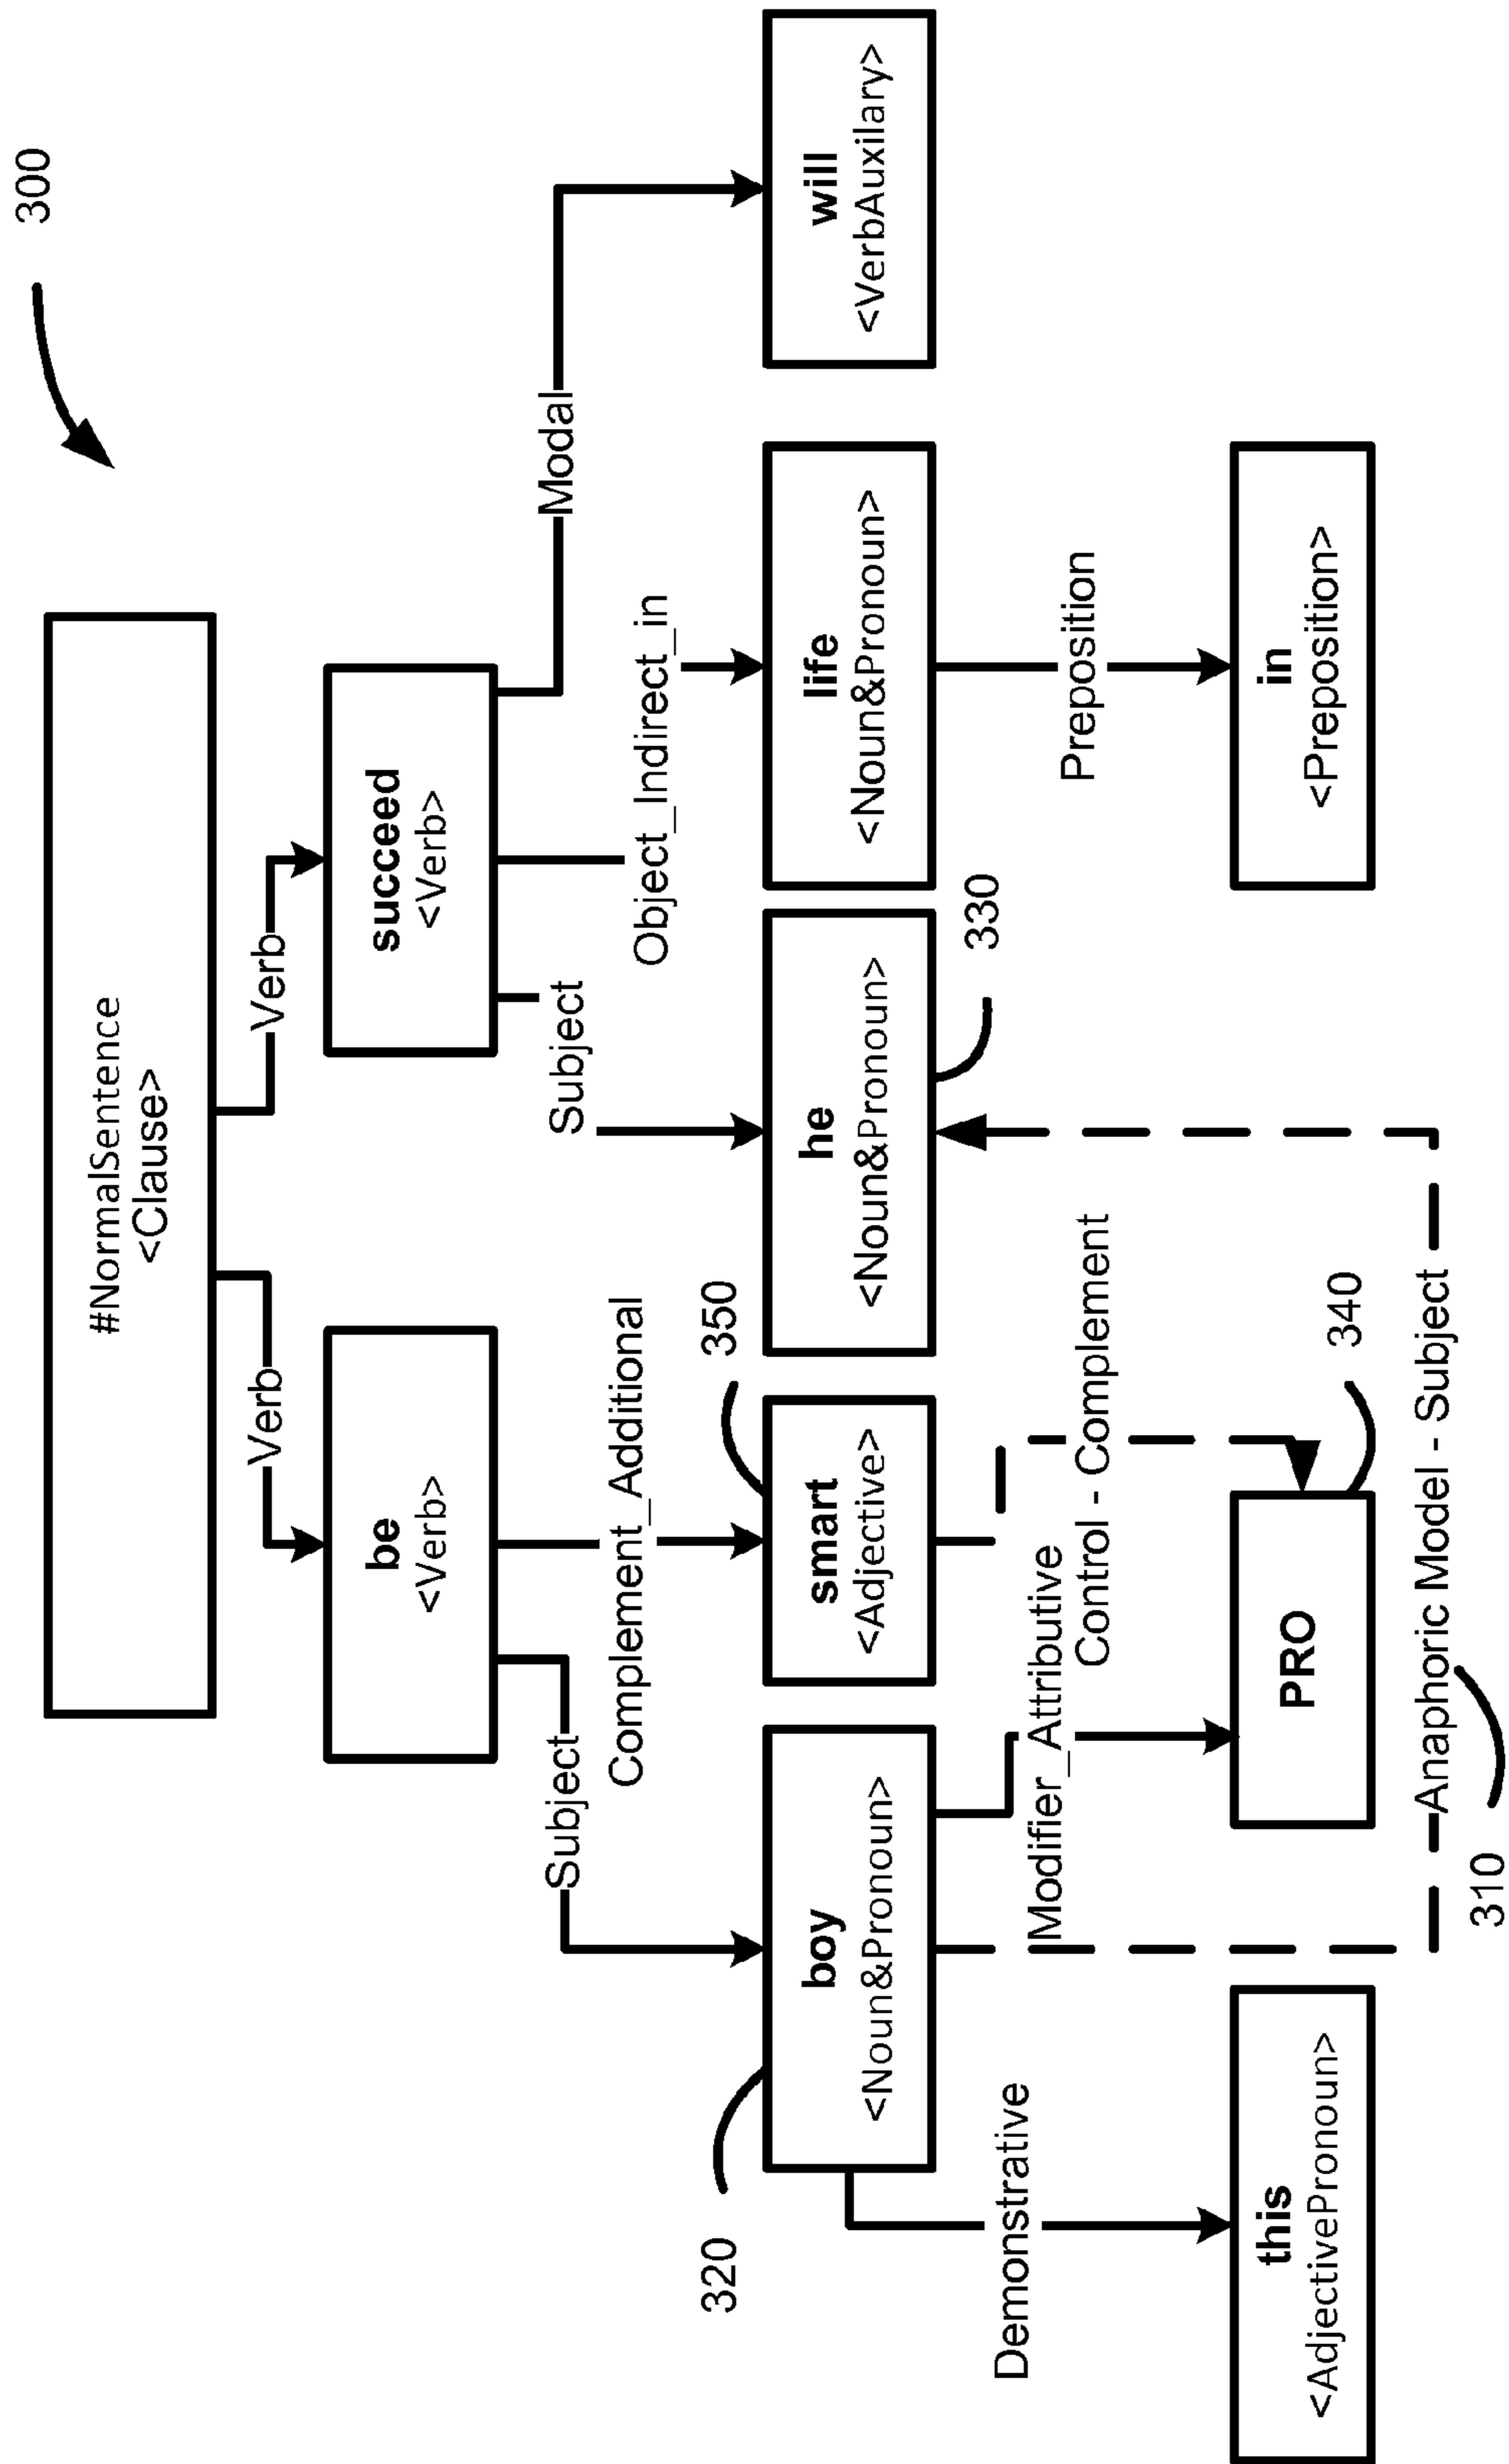 300
#NormalSentence
<Clause>
Verb
Verb
be
<Verb>
succeed
<Verb>
Subject
Complement_Additional
Subject
Object_Indirect_in
Modal
320
350
boy
<Noun&Pronoun>
smart
<Adjective>
he
<Noun&Pronoun>
life
<Noun&Pronoun>
will
<VerbAuxilary>
330
Demonstrative
Modifier_Attributive
Control - Complement
Preposition
this
<AdjectivePronoun>
PRO
in
<Preposition>
340
Anaphoric Model - Subject
310